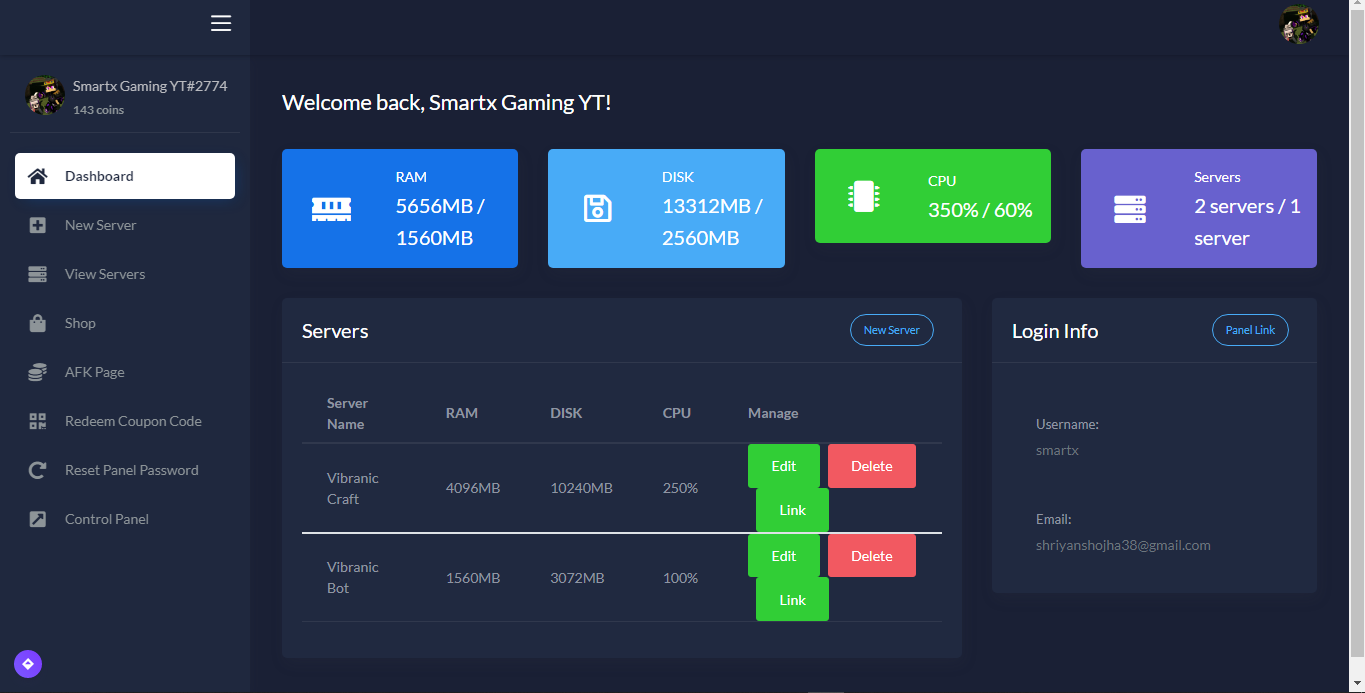 Smartx Gaming YT#2774
143 coins
Dashboard
New Server
View Servers
Shop
AFK Page
Redeem Coupon Code
Reset Panel Password
Control Panel
Welcome back, Smartx Gaming YT!
RAM
5656MB /
1560MB
DISK
13312MB /
2560MB
CPU
350% / 60%
Servers
2 servers / 1
server
Servers
New Server
Server
Name
RAM
DISK
CPU
Manage
Vibranic
Craft
4096MB
10240MB
250%
Edit
Delete
Link
Vibranic
Bot
1560MB
3072MB
100%
Edit
Delete
Link
Login Info
Panel Link
Username:
smartx
Email:
shriyanshojha38@gmail.com